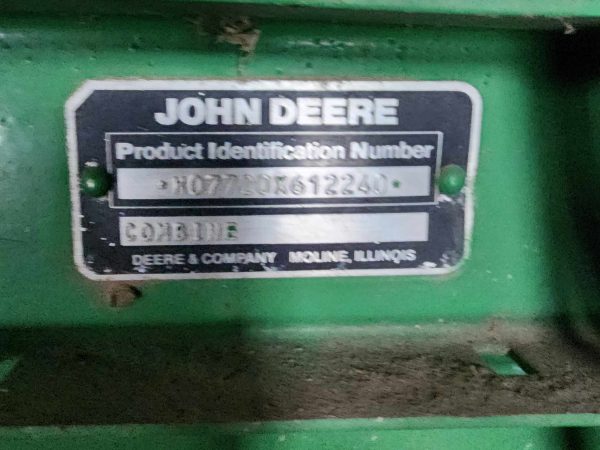 JOHN DEERE
Product Identification Number
*H07720X612240*
COMBINE
DEERE & COMPANY MOLINE, ILLINOIS